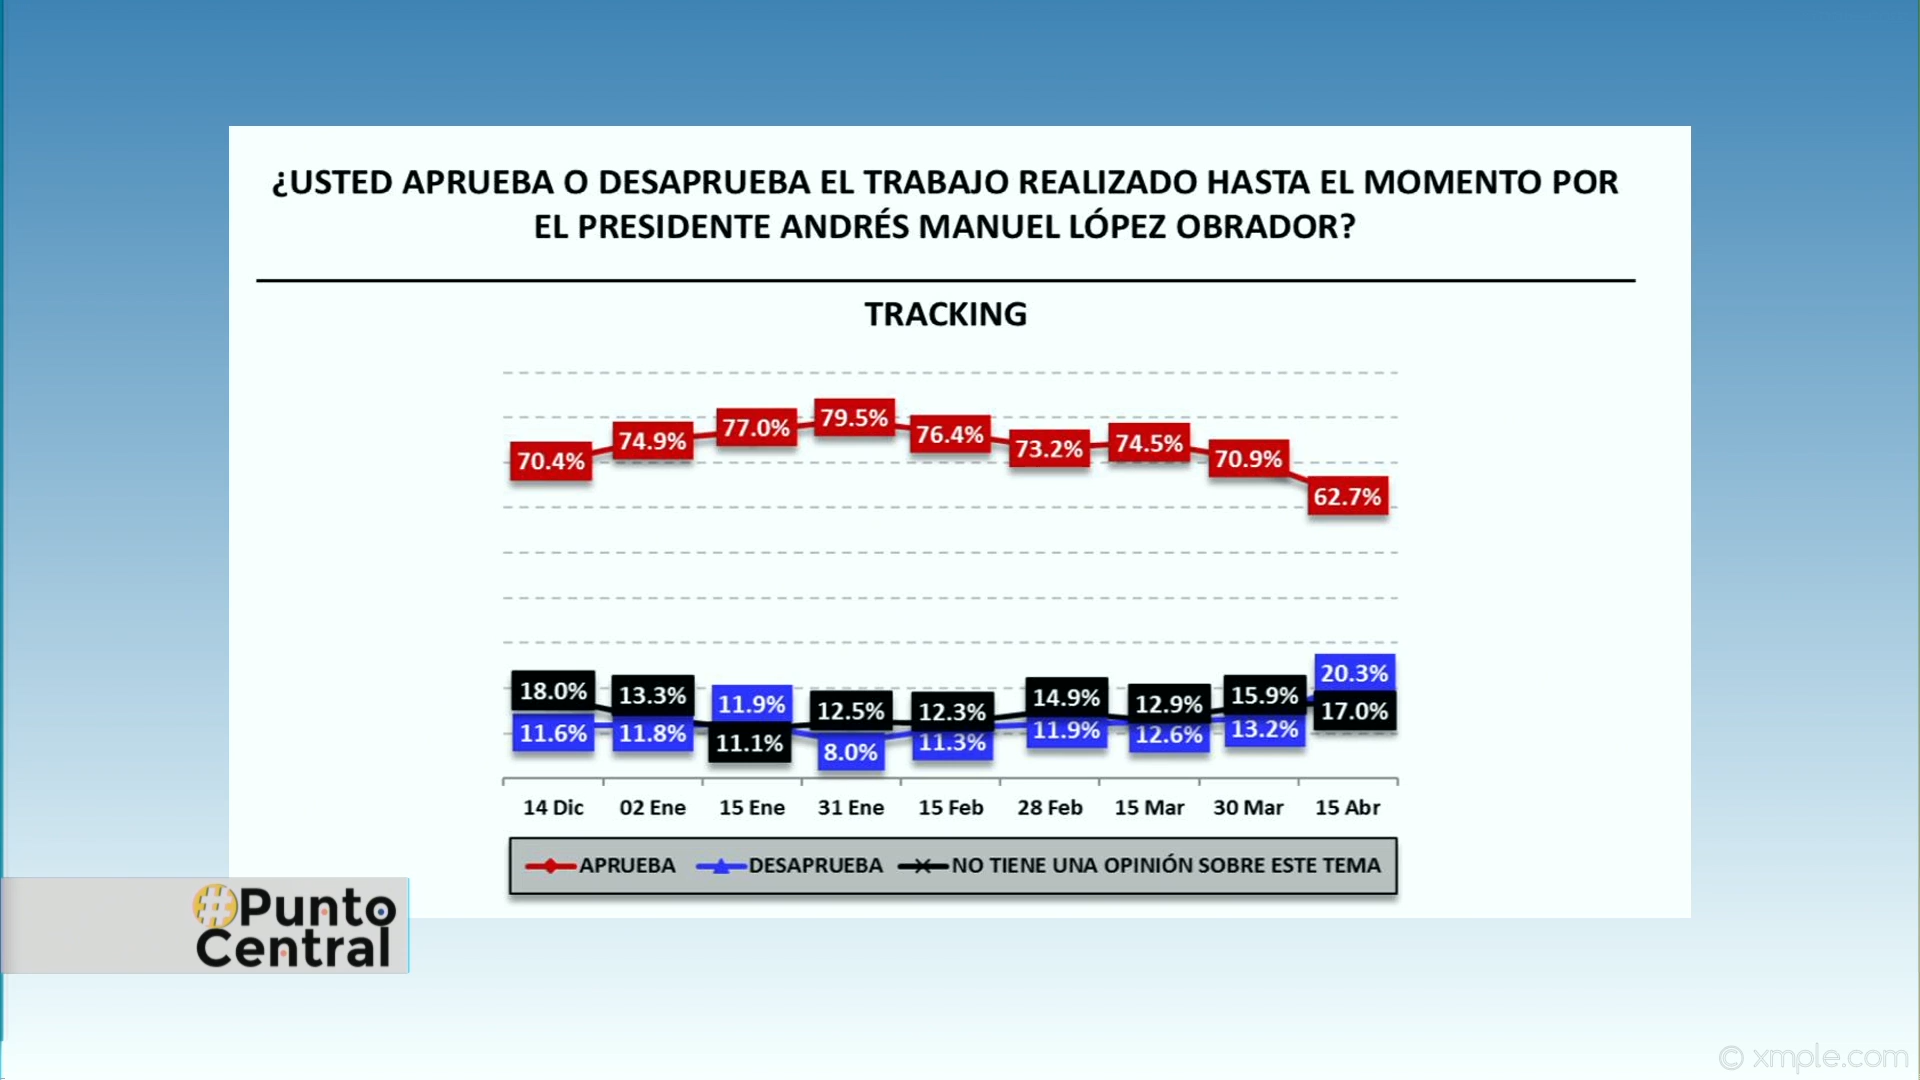 ¿USTED APRUEBA O DESAPRUEBA EL TRABAJO REALIZADO HASTA EL MOMENTO POR
EL PRESIDENTE ANDRÉS MANUEL LÓPEZ OBRADOR?
TRACKING
70.4% 74.9% 77.0% 79.5% 76.4% 73.2% 74.5% 70.9% 62.7%
18.0% 13.3% 11.9% 12.5% 12.3% 14.9% 12.9% 15.9% 20.3%
11.6% 11.8% 11.1% 8.0% 11.3% 11.9% 12.6% 13.2% 17.0%
14 Dic 02 Ene 15 Ene 31 Ene 15 Feb 28 Feb 15 Mar 30 Mar 15 Abr
APRUEBA DESAPRUEBA NO TIENE UNA OPINIÓN SOBRE ESTE TEMA
#Punto
Central
© xmple.com